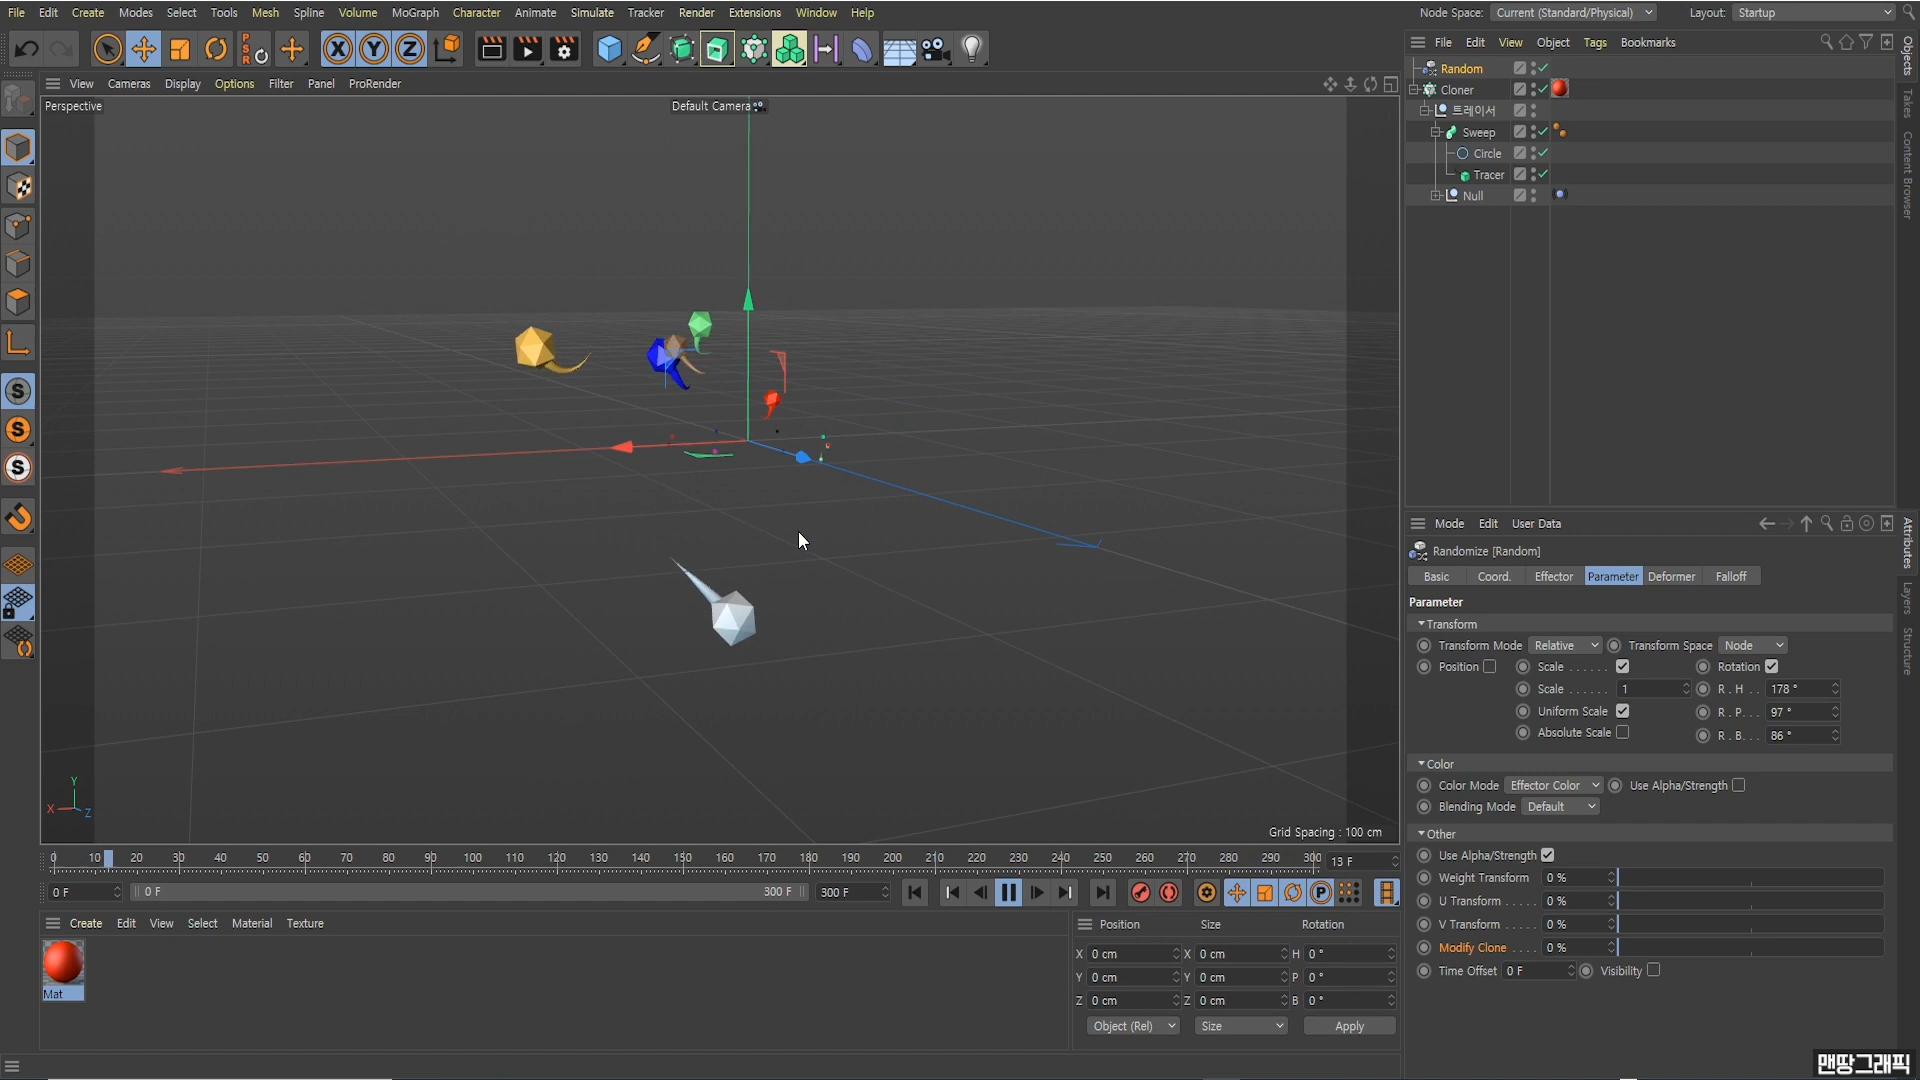 File Edit Create Modes Select Tools Mesh Spline Volume MoGraph Character Animate Simulate Tracker Render Extensions Window Help
Node Space: Current (Standard/Physical) Layout: Startup
File Edit View Object Tags Bookmarks
View Cameras Display Options Filter Panel ProRender
Perspective
Default Camera
Random
Cloner
트레이서
Sweep
Circle
Tracer
Null
Objects
Takes
Content Browser
Mode Edit User Data
Randomize [Random]
Basic Coord. Effector Parameter Deformer Falloff
Parameter
Transform
Transform Mode Relative Transform Space Node
Position Scale . . . . . . Rotation
Scale . . . . . . 1 R . H . . 178 °
Uniform Scale R . P. . . 97 °
Absolute Scale R . B. . . 86 °
Color
Color Mode Effector Color Use Alpha/Strength
Blending Mode Default
Other
Use Alpha/Strength
Weight Transform 0 %
U Transform . . . . . 0 %
V Transform . . . . . 0 %
Modify Clone . . . . 0 %
Time Offset 0 F Visibility
Attributes
Layers
Structure
X Y Z
Y
X
Z
Grid Spacing : 100 cm
0 10 20 30 40 50 60 70 80 90 100 110 120 130 140 150 160 170 180 190 200 210 220 230 240 250 260 270 280 290 300 13 F
0 F 0 F 300 F 300 F
Create Edit View Select Material Texture
Mat
Position Size Rotation
X 0 cm X 0 cm H 0 °
Y 0 cm Y 0 cm P 0 °
Z 0 cm Z 0 cm B 0 °
Object (Rel) Size Apply
맨땅그래픽